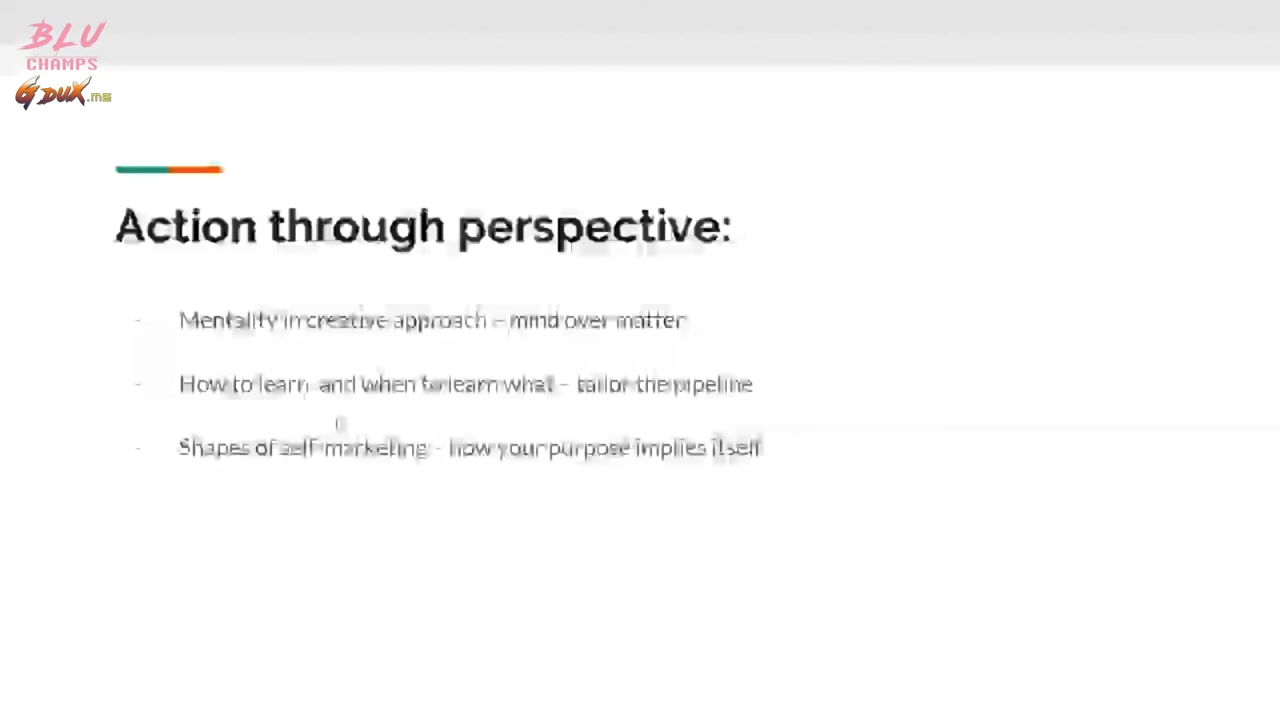 BLU
CHAMPS
GDUX.me
Action through perspective:
- Mentality in creative approach - mind over matter
- How to learn, and when to learn what - tailor the pipeline
- Shapes of self-marketing - how your purpose implies itself